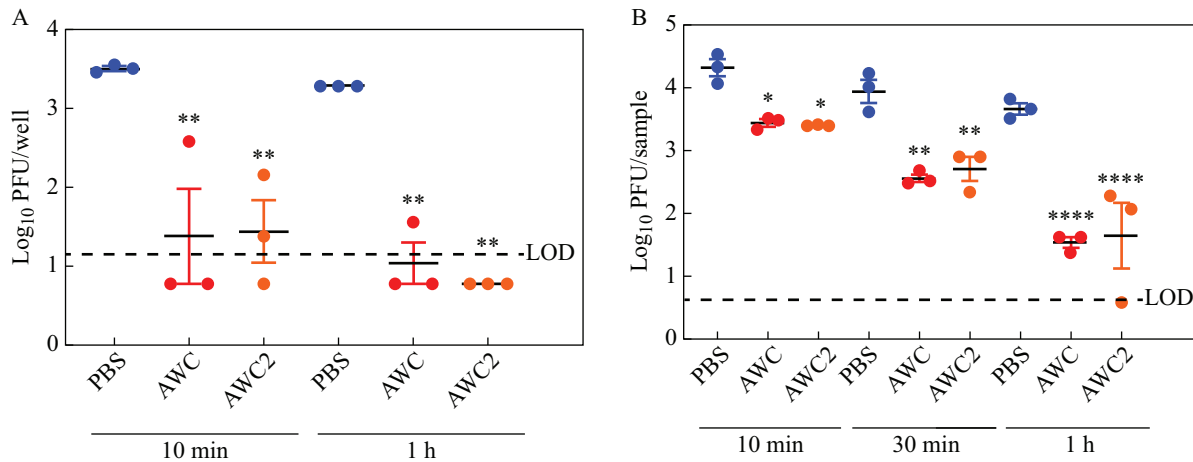 A
Log10 PFU/well
4
3
2
1
0
**
**
**
**
LOD
PBS
AWC
AWC2
PBS
AWC
AWC2
10 min
1 h
B
Log10 PFU/sample
5
4
3
2
1
0
*
*
**
**
****
****
LOD
PBS
AWC
AWC2
PBS
AWC
AWC2
PBS
AWC
AWC2
10 min
30 min
1 h